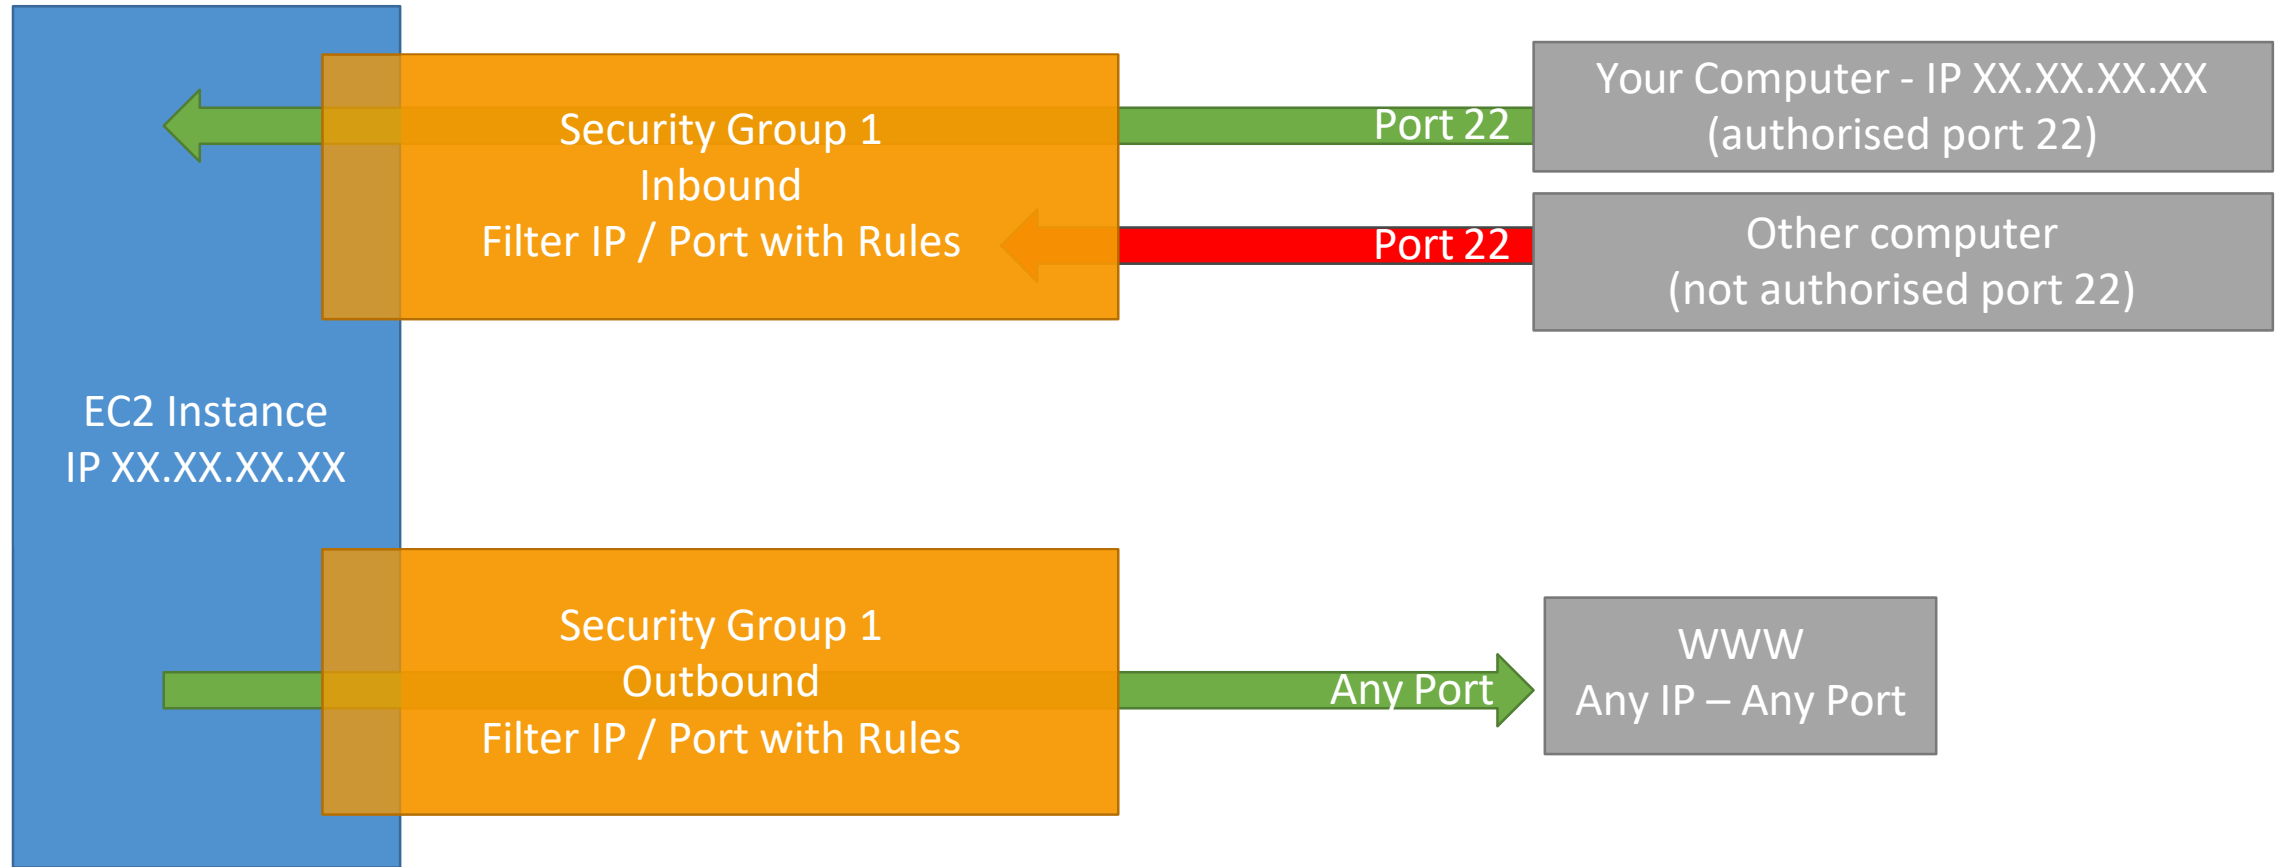 Your Computer - IP XX.XX.XX.XX
(authorised port 22)
Port 22
Security Group 1
Inbound
Filter IP / Port with Rules
Port 22
Other computer
(not authorised port 22)
EC2 Instance
IP XX.XX.XX.XX
Security Group 1
Outbound
Filter IP / Port with Rules
Any Port
WWW
Any IP – Any Port